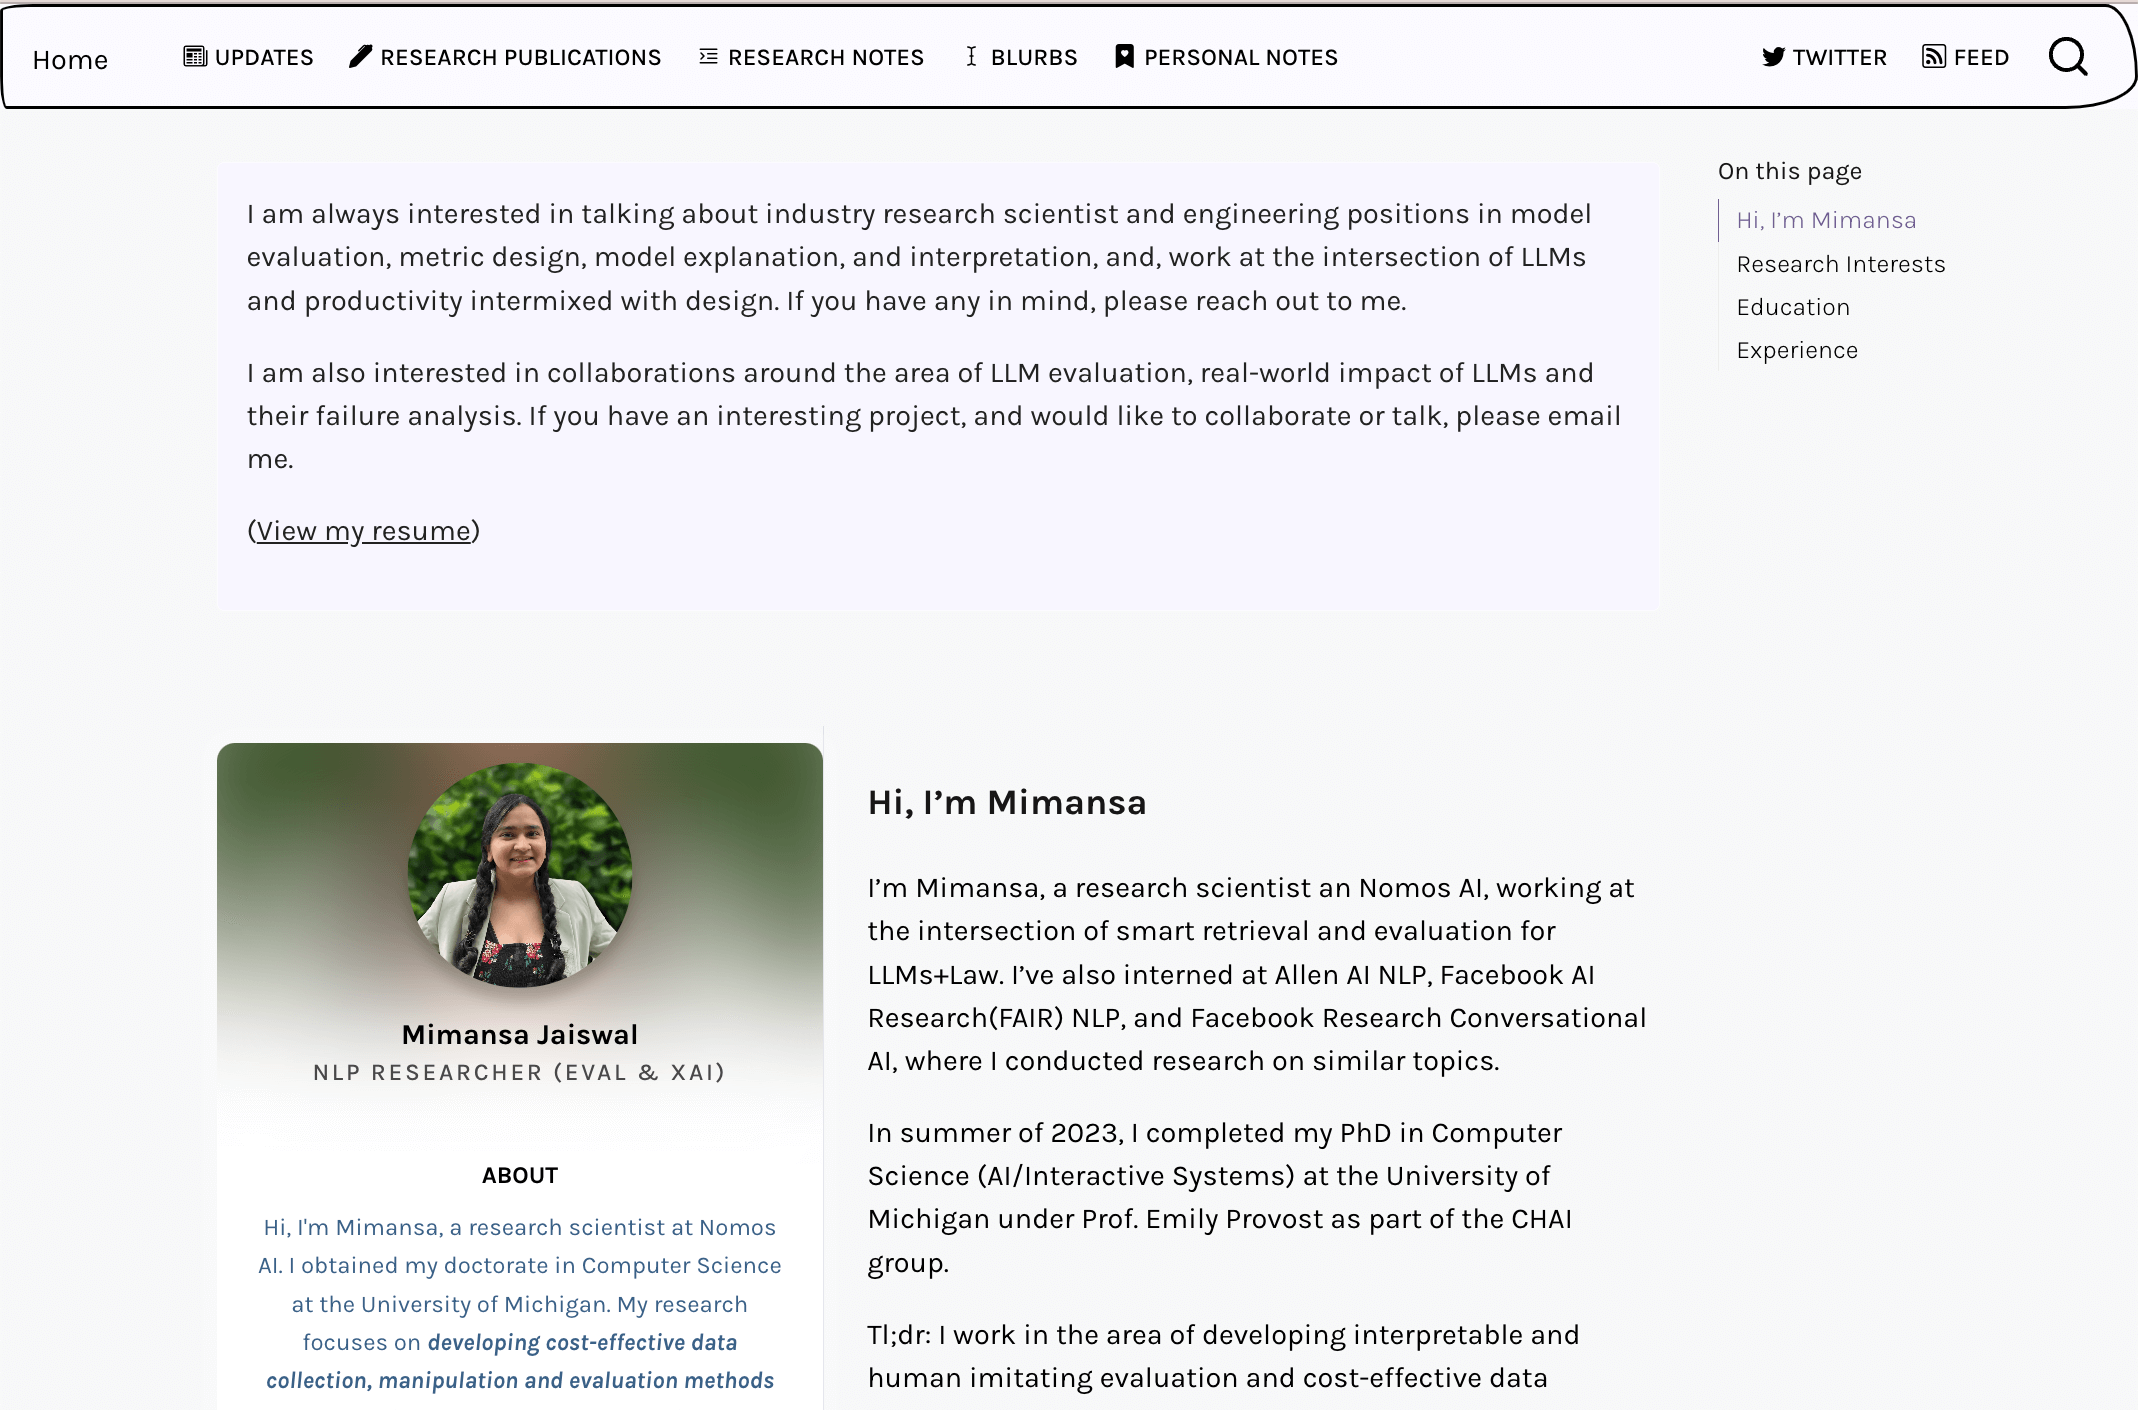 Home
UPDATES
RESEARCH PUBLICATIONS
RESEARCH NOTES
BLURBS
PERSONAL NOTES
TWITTER
FEED
I am always interested in talking about industry research scientist and engineering positions in model
evaluation, metric design, model explanation, and interpretation, and, work at the intersection of LLMs
and productivity intermixed with design. If you have any in mind, please reach out to me.
I am also interested in collaborations around the area of LLM evaluation, real-world impact of LLMs and
their failure analysis. If you have an interesting project, and would like to collaborate or talk, please email
me.
(View my resume)
On this page
Hi, I’m Mimansa
Research Interests
Education
Experience
Mimansa Jaiswal
NLP RESEARCHER (EVAL & XAI)
ABOUT
Hi, I'm Mimansa, a research scientist at Nomos
AI. I obtained my doctorate in Computer Science
at the University of Michigan. My research
focuses on developing cost-effective data
collection, manipulation and evaluation methods
Hi, I’m Mimansa
I’m Mimansa, a research scientist an Nomos AI, working at
the intersection of smart retrieval and evaluation for
LLMs+Law. I’ve also interned at Allen AI NLP, Facebook AI
Research(FAIR) NLP, and Facebook Research Conversational
AI, where I conducted research on similar topics.
In summer of 2023, I completed my PhD in Computer
Science (AI/Interactive Systems) at the University of
Michigan under Prof. Emily Provost as part of the CHAI
group.
Tl;dr: I work in the area of developing interpretable and
human imitating evaluation and cost-effective data